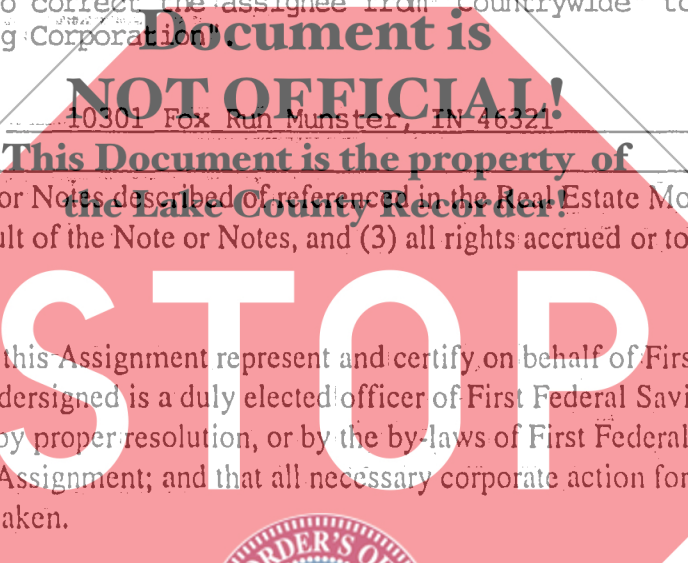 o correct the assignee from "Countrywide" to
g Corporation".
Document is
NOT OFFICIAL!
10301 Fox Run Munster, IN 46321
This Document is the property of
or Notes described of referenced in the Real Estate Mo
the Lake County Recorder!
ult of the Note or Notes, and (3) all rights accrued or to
STOP
this Assignment represent and certify on behalf of Firs
dersigned is a duly elected officer of First Federal Savi
by proper resolution, or by the by-laws of First Federal
Assignment; and that all necessary corporate action for
aken.
ORDER'S O